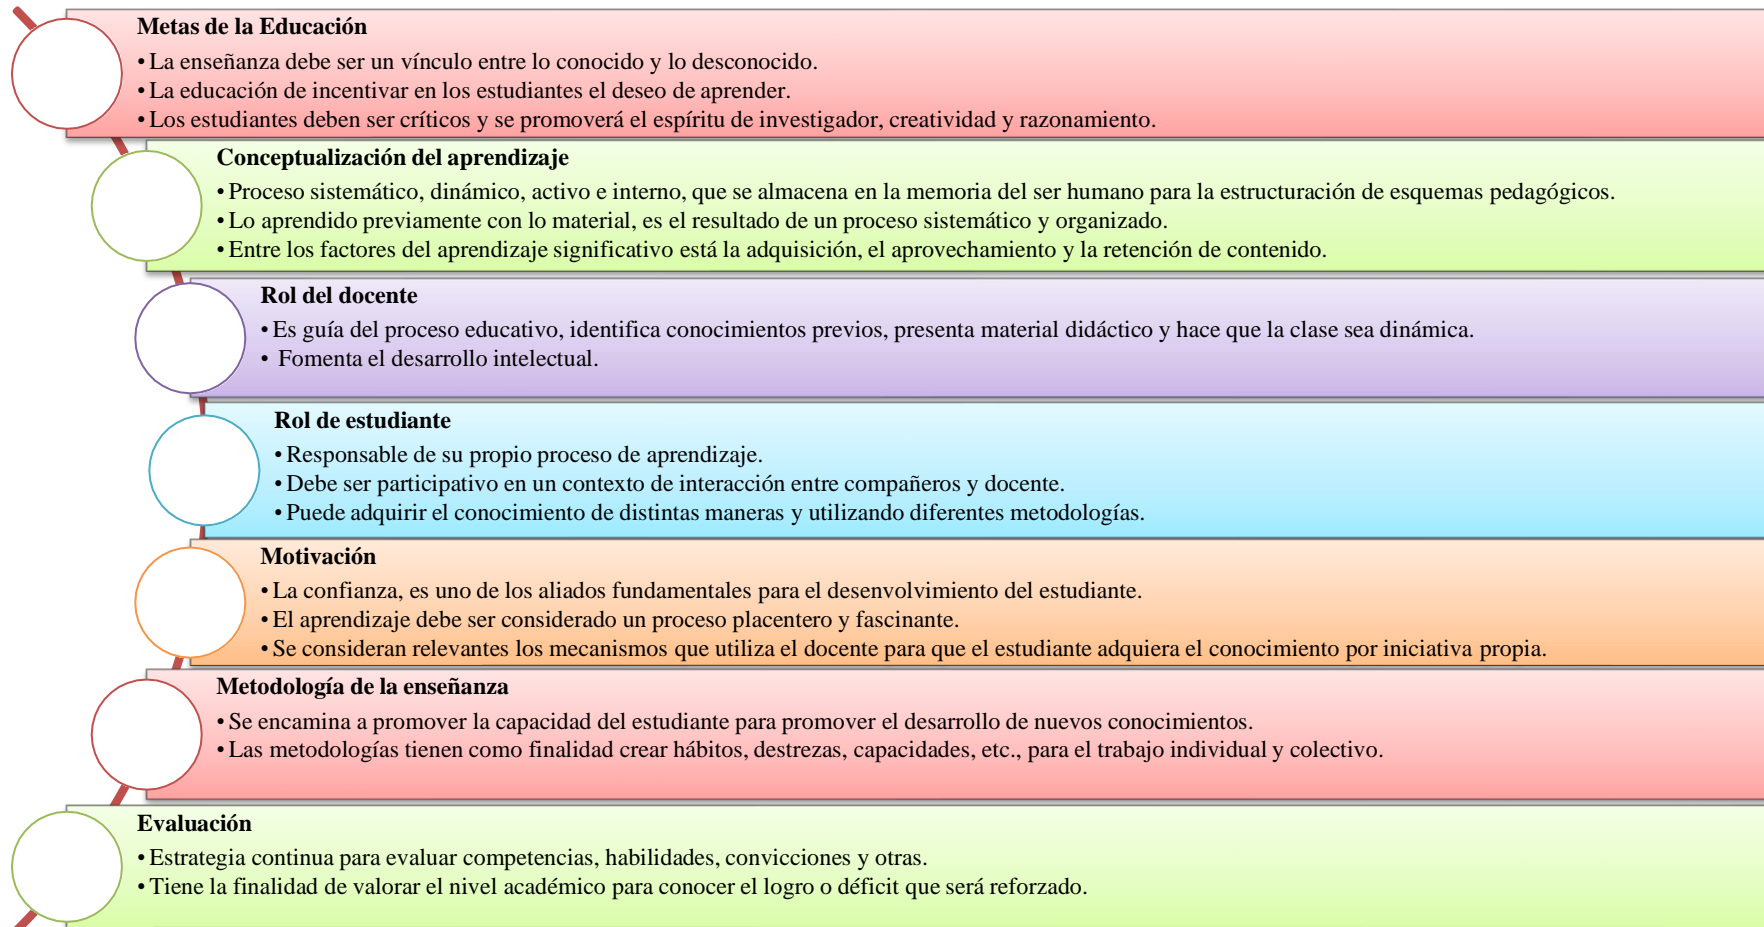 Metas de la Educación
• La enseñanza debe ser un vínculo entre lo conocido y lo desconocido.
• La educación de incentivar en los estudiantes el deseo de aprender.
• Los estudiantes deben ser críticos y se promoverá el espíritu de investigador, creatividad y razonamiento.
Conceptualización del aprendizaje
• Proceso sistemático, dinámico, activo e interno, que se almacena en la memoria del ser humano para la estructuración de esquemas pedagógicos.
• Lo aprendido previamente con lo material, es el resultado de un proceso sistemático y organizado.
• Entre los factores del aprendizaje significativo está la adquisición, el aprovechamiento y la retención de contenido.
Rol del docente
• Es guía del proceso educativo, identifica conocimientos previos, presenta material didáctico y hace que la clase sea dinámica.
• Fomenta el desarrollo intelectual.
Rol de estudiante
• Responsable de su propio proceso de aprendizaje.
• Debe ser participativo en un contexto de interacción entre compañeros y docente.
• Puede adquirir el conocimiento de distintas maneras y utilizando diferentes metodologías.
Motivación
• La confianza, es uno de los aliados fundamentales para el desenvolvimiento del estudiante.
• El aprendizaje debe ser considerado un proceso placentero y fascinante.
• Se consideran relevantes los mecanismos que utiliza el docente para que el estudiante adquiera el conocimiento por iniciativa propia.
Metodología de la enseñanza
• Se encamina a promover la capacidad del estudiante para promover el desarrollo de nuevos conocimientos.
• Las metodologías tienen como finalidad crear hábitos, destrezas, capacidades, etc., para el trabajo individual y colectivo.
Evaluación
• Estrategia continua para evaluar competencias, habilidades, convicciones y otras.
• Tiene la finalidad de valorar el nivel académico para conocer el logro o déficit que será reforzado.